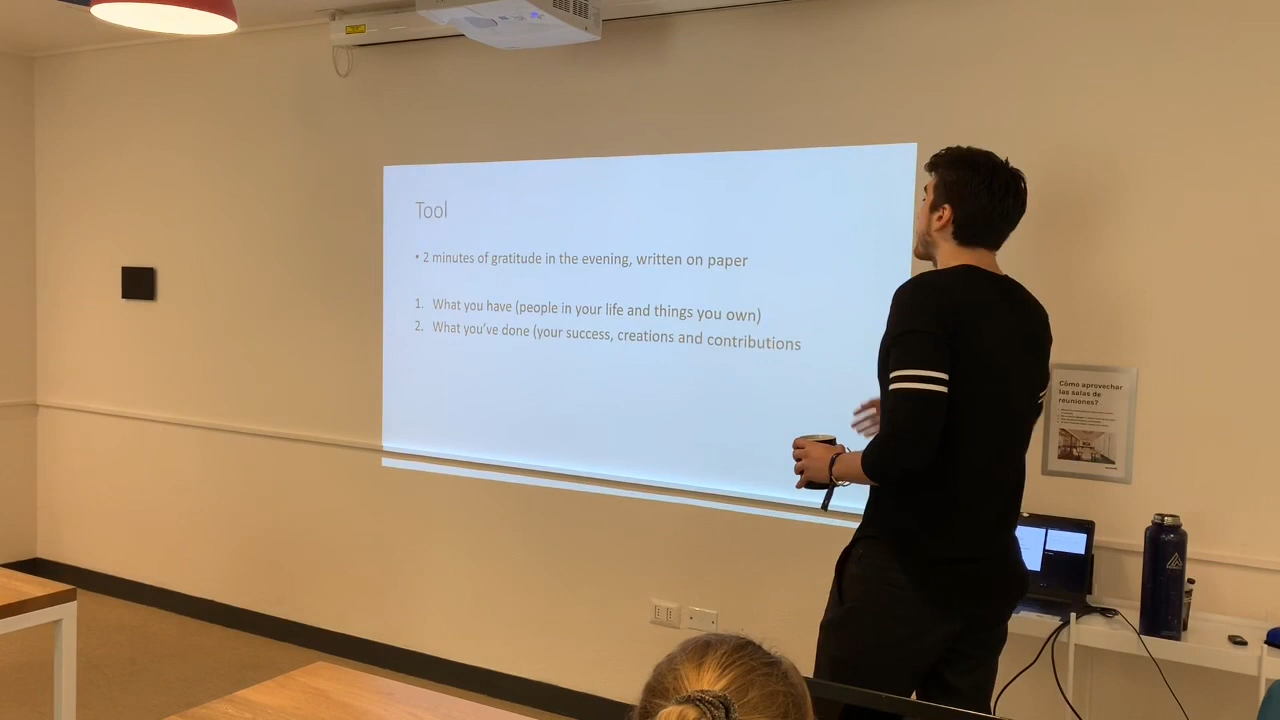 Tool
• 2 minutes of gratitude in the evening, written on paper
1. What you have (people in your life and things you own)
2. What you've done (your success, creations and contributions
Cómo aprovechar
las salas de
reuniones?